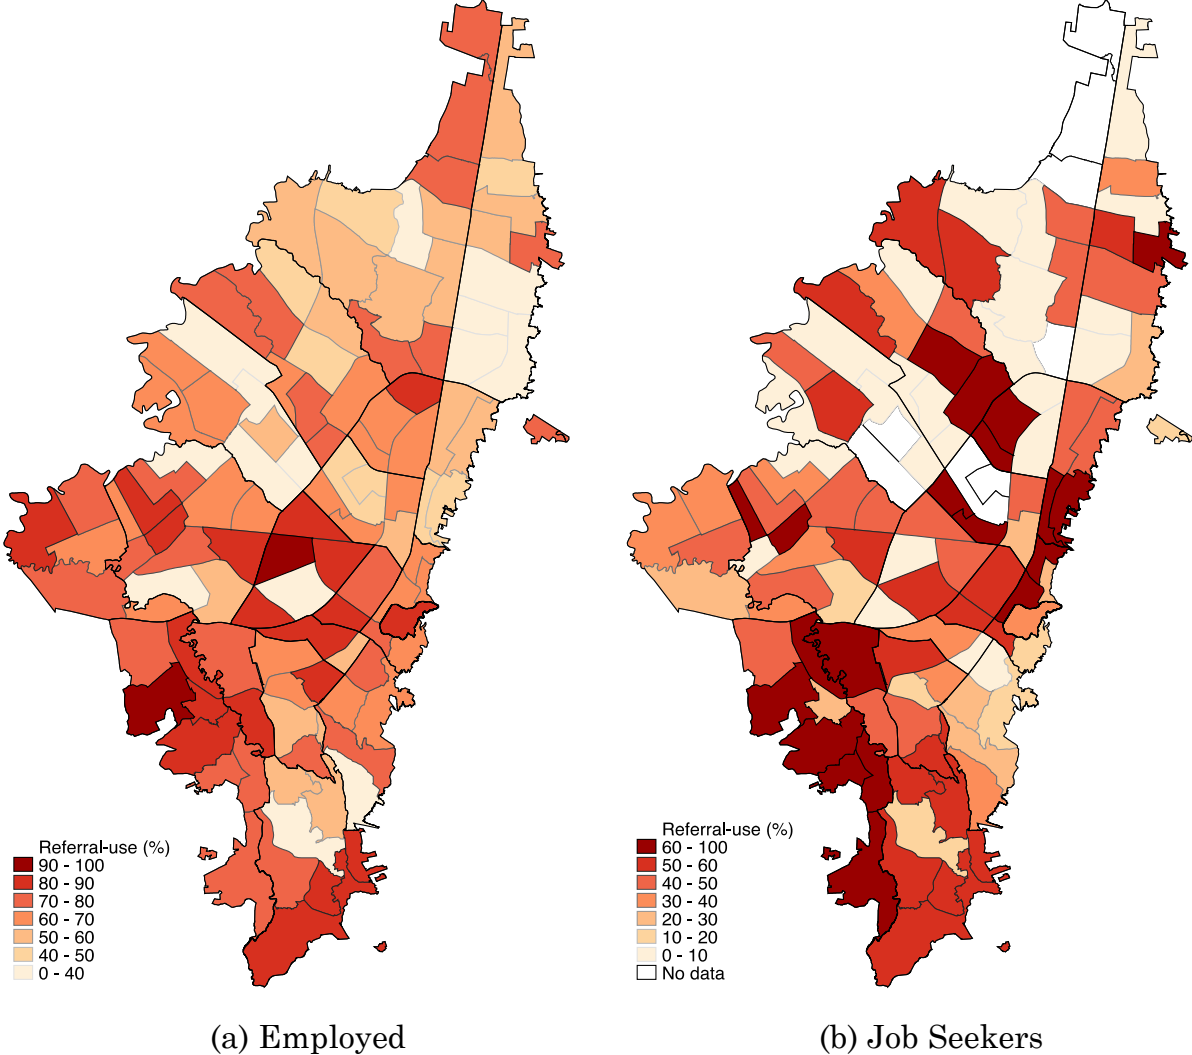 Referral-use (%)
90 - 100
80 - 90
70 - 80
60 - 70
50 - 60
40 - 50
0 - 40
Referral-use (%)
60 - 100
50 - 60
40 - 50
30 - 40
20 - 30
10 - 20
0 - 10
No data
(a) Employed
(b) Job Seekers